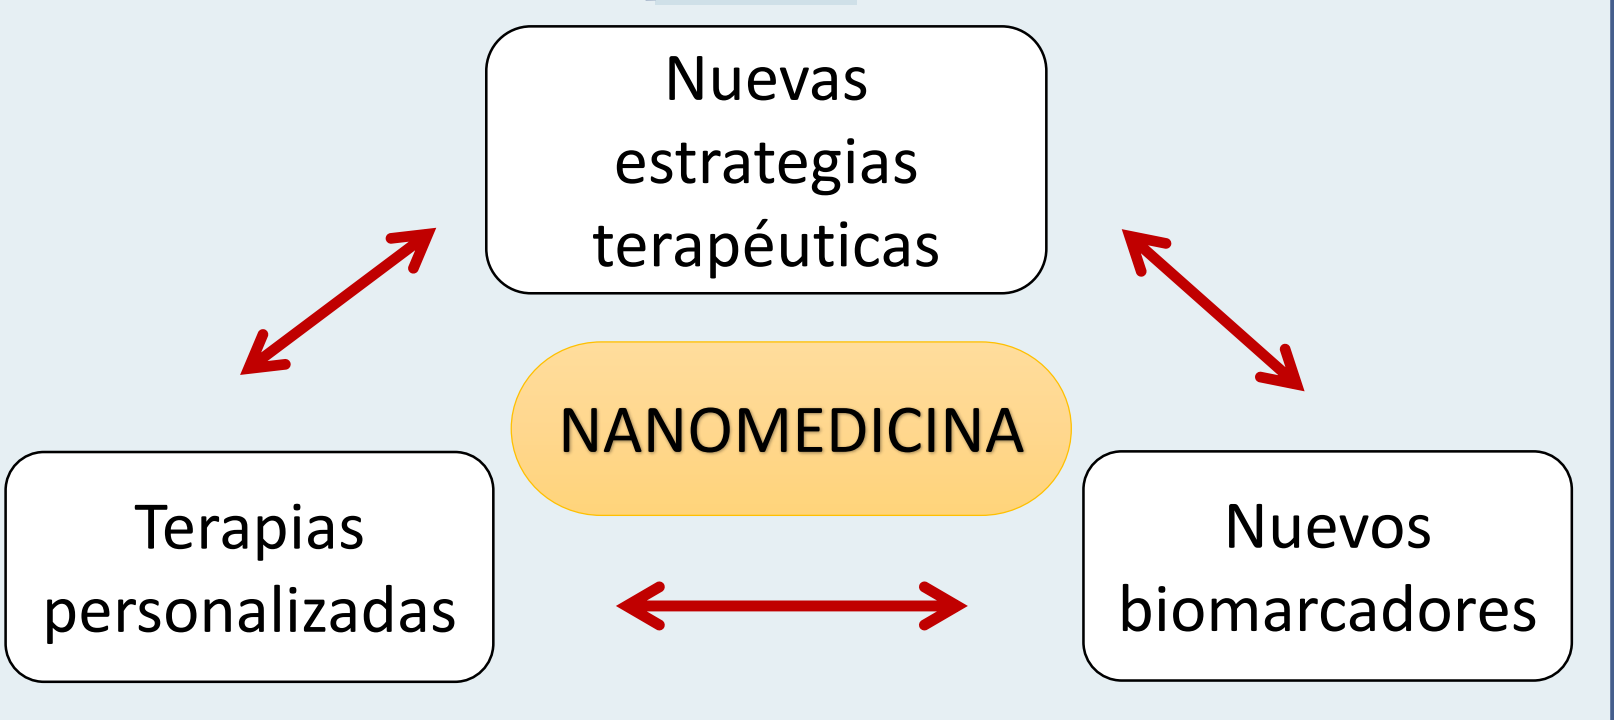 Nuevas
estrategias
terapéuticas
NANOMEDICINA
Terapias
personalizadas
Nuevos
biomarcadores